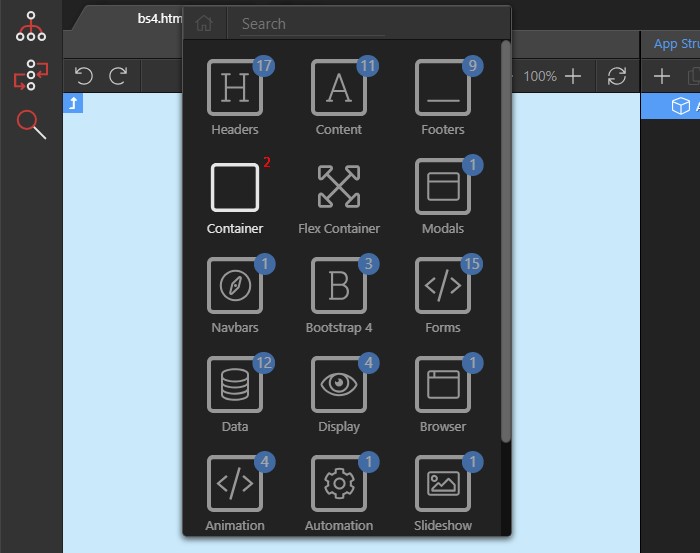 bs4.htm
Search
App Stru
100%
17
11
9
Headers
Content
Footers
2
1
Container
Flex Container
Modals
1
3
15
Navbars
Bootstrap 4
Forms
12
4
1
Data
Display
Browser
4
1
1
Animation
Automation
Slideshow